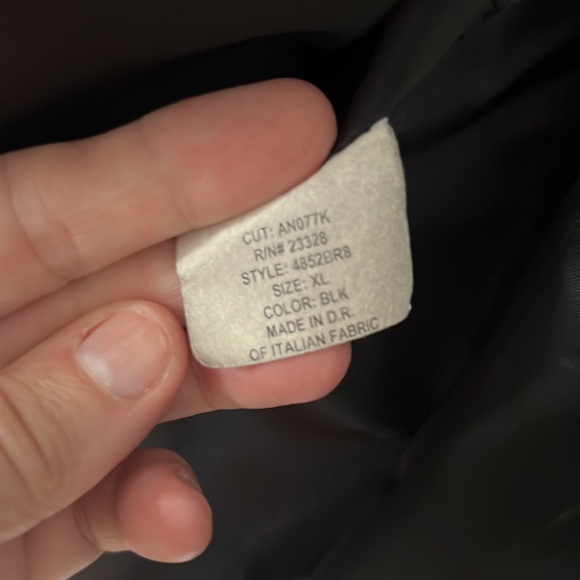 CUT: AN077K
R/N# 23328
STYLE: 4852BR8
SIZE: XL
COLOR: BLK
MADE IN D.R.
OF ITALIAN FABRIC